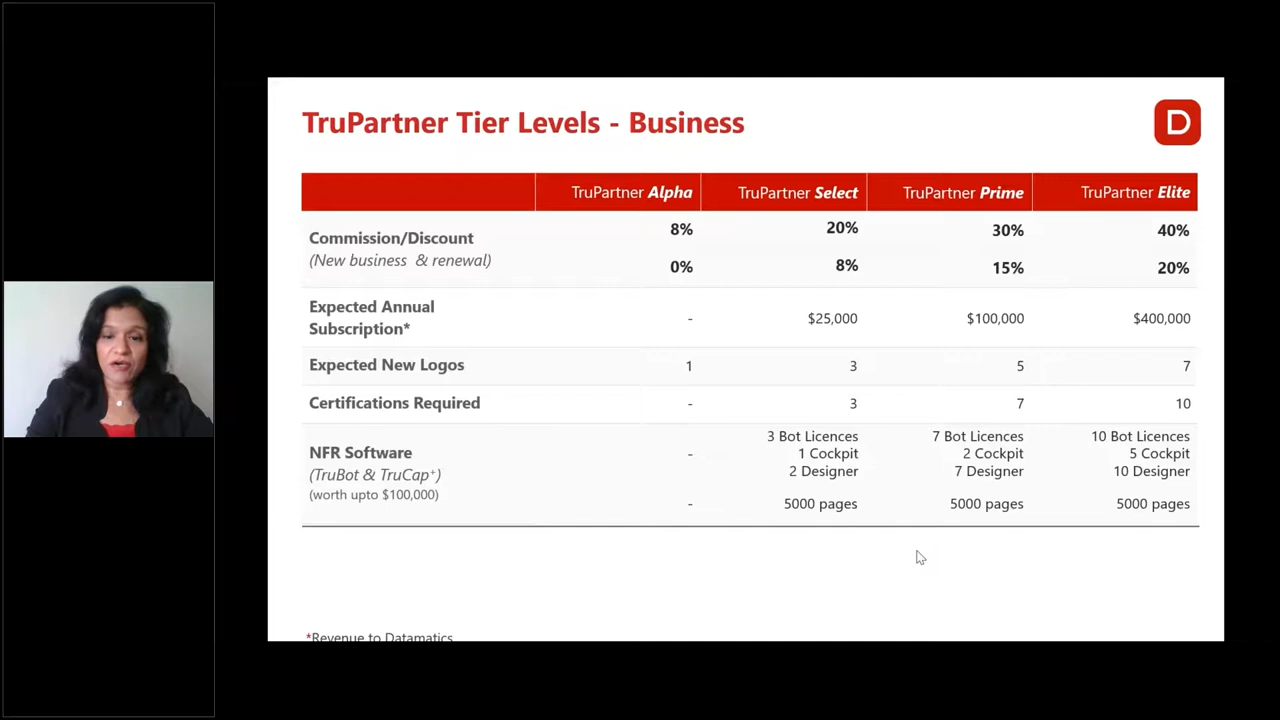 TruPartner Tier Levels - Business
D
TruPartner Alpha TruPartner Select TruPartner Prime TruPartner Elite
Commission/Discount
(New business & renewal)
8% 20% 30% 40%
0% 8% 15% 20%
Expected Annual
Subscription*
- $25,000 $100,000 $400,000
Expected New Logos 1 3 5 7
Certifications Required - 3 7 10
NFR Software
(TruBot & TruCap⁺)
(worth upto $100,000)
- 3 Bot Licences 7 Bot Licences 10 Bot Licences
1 Cockpit 2 Cockpit 5 Cockpit
2 Designer 7 Designer 10 Designer
- 5000 pages 5000 pages 5000 pages
*Revenue to Datamatics